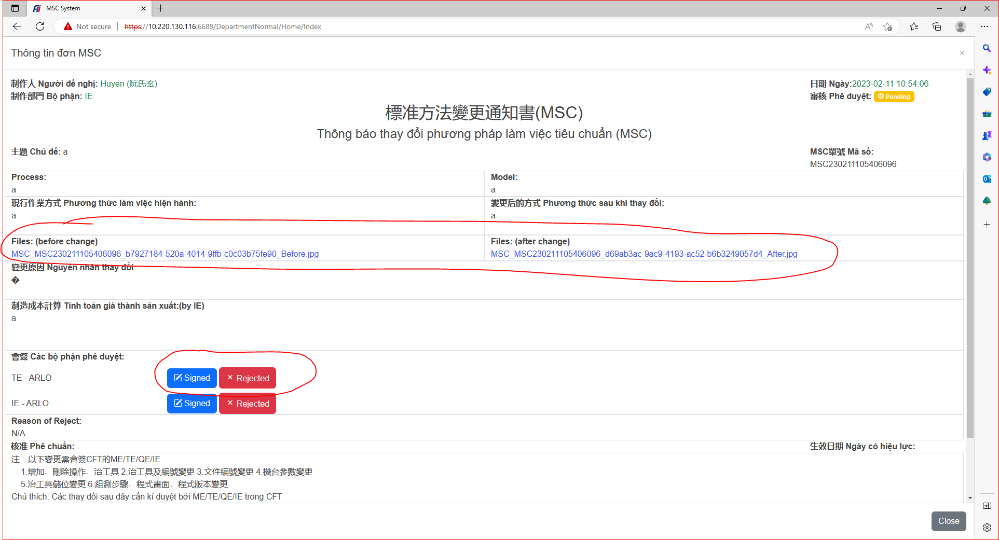 MSC System
Not secure
https://10.220.130.116:6688/DepartmentNormal/Home/Index
Thông tin đơn MSC
制作人 Người đề nghị: Huyen (阮氏玄)
日期 Ngày:2023-02-11 10:54:06
制作部門 Bộ phận: IE
審核 Phê duyệt: Pending
標准方法變更通知書(MSC)
Thông báo thay đổi phương pháp làm việc tiêu chuẩn (MSC)
主題 Chủ đề: a
MSC單號 Mã số:
MSC230211105406096
Process:
a
Model:
a
現行作業方式 Phương thức làm việc hiện hành:
a
變更后的方式 Phương thức sau khi thay đổi:
a
Files: (before change)
MSC_MSC230211105406096_b7927184-520a-4014-9ffb-c0c03b75fe90_Before.jpg
Files: (after change)
MSC_MSC230211105406096_d69ab3ac-9ac9-4193-ac52-b6b3249057d4_After.jpg
變更原因 Nguyên nhân thay đổi
�
制造成本計算 Tính toán giá thành sản xuất:(by IE)
a
會簽 Các bộ phận phê duyệt:
TE - ARLO Signed × Rejected
IE - ARLO Signed × Rejected
Reason of Reject:
N/A
核准 Phê chuẩn:
生效日期 Ngày có hiệu lực:
注：以下變更需會簽CFT的ME/TE/QE/IE
1.增加、刪除操作、治工具 2.治工具及編號變更 3.文件編號變更 4.機台參數變更
5.治工具儲位變更 6.組測步驟、程式畫面、程式版本變更
Chú thích: Các thay đổi sau đây cần kí duyệt bởi ME/TE/QE/IE trong CFT
Close